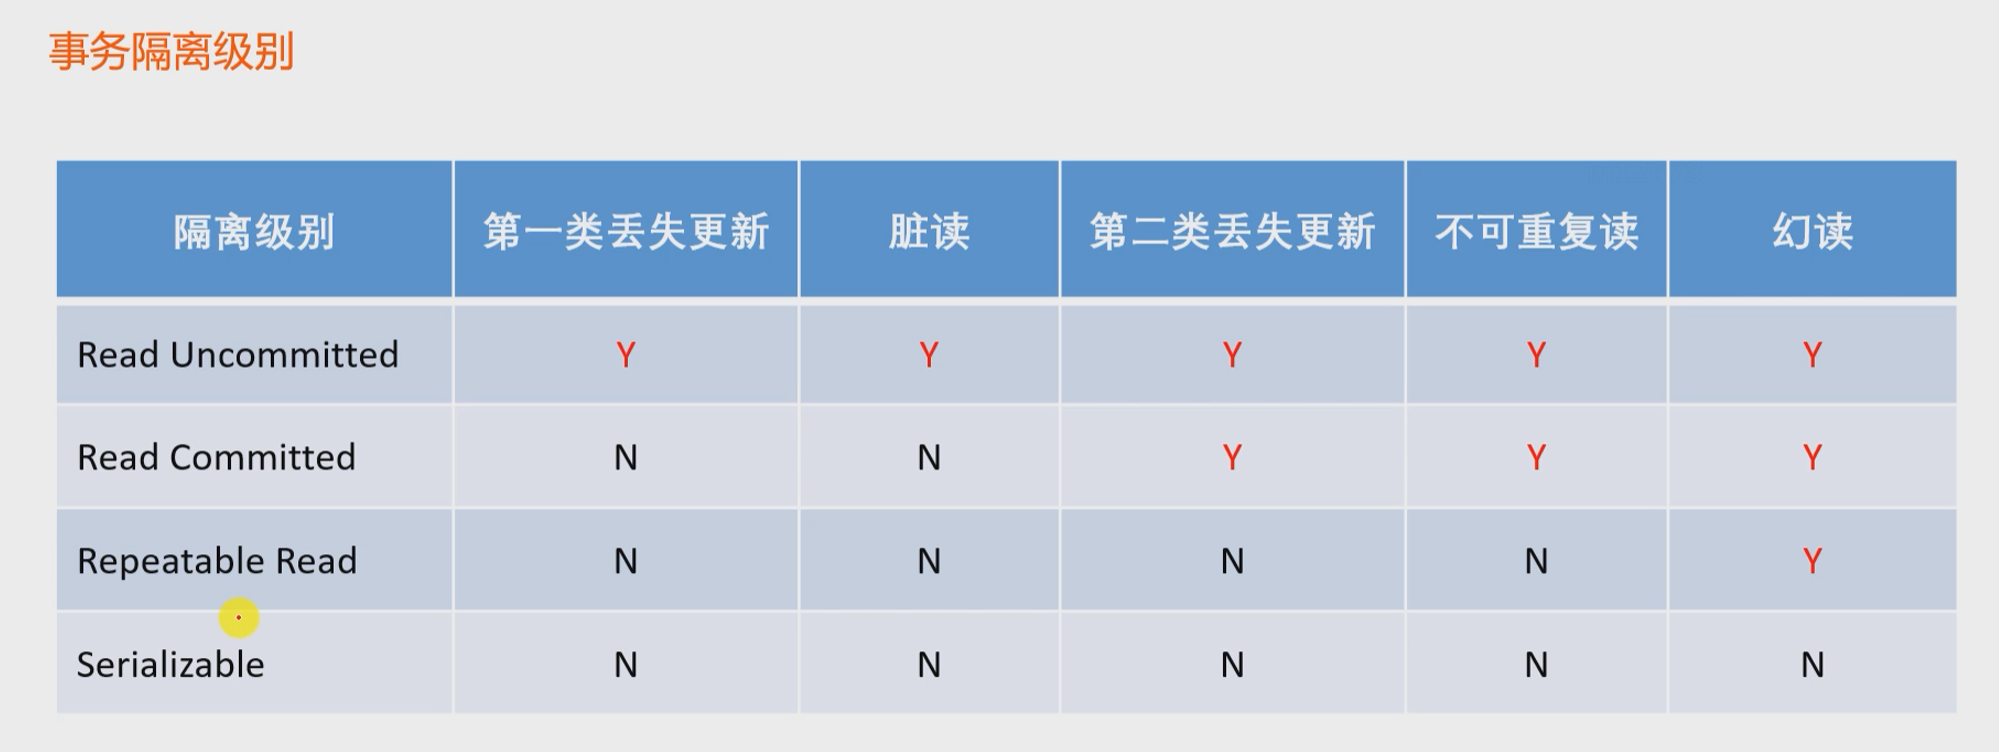 事务隔离级别
隔离级别 第一类丢失更新 脏读 第二类丢失更新 不可重复读 幻读
Read Uncommitted Y Y Y Y Y
Read Committed N N Y Y Y
Repeatable Read N N N N Y
Serializable N N N N N